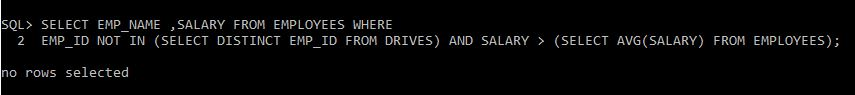 SQL> SELECT EMP_NAME ,SALARY FROM EMPLOYEES WHERE
2 EMP_ID NOT IN (SELECT DISTINCT EMP_ID FROM DRIVES) AND SALARY > (SELECT AVG(SALARY) FROM EMPLOYEES);
no rows selected